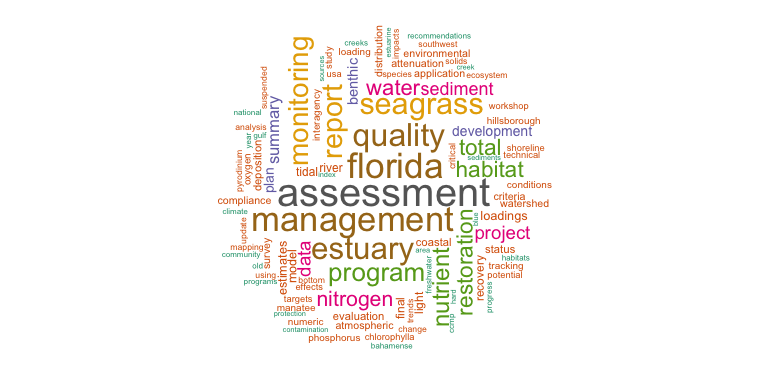 recommendations
creeks
southwest
estuarine
impacts
distribution
loading
environmental
study
sources
usa
attenuation
solids
creek
species
application
ecosystem
benthic
monitoring
report
interagency
water
sediment
seagrass
workshop
suspended
national
hillsborough
analysis
year
gulf
plan
summary
quality
development
total
critical
shoreline
sediments
technical
pyrodinium
oxygen
deposition
tidal
river
index
florida
habitat
conditions
compliance
assessment
criteria
watershed
climate
management
loadings
blue
update
project
mapping
community
survey
data
estuary
coastal
area
status
habitats
old
using
programs
estimates
model
bottom
effects
program
freshwater
nutrient
restoration
recovery
tracking
potential
progress
hard
ccmp
targets
manatee
protection
nitrogen
final
trends
light
numeric
contamination
evaluation
atmospheric
change
phosphorus
chlorophylla
bahamense